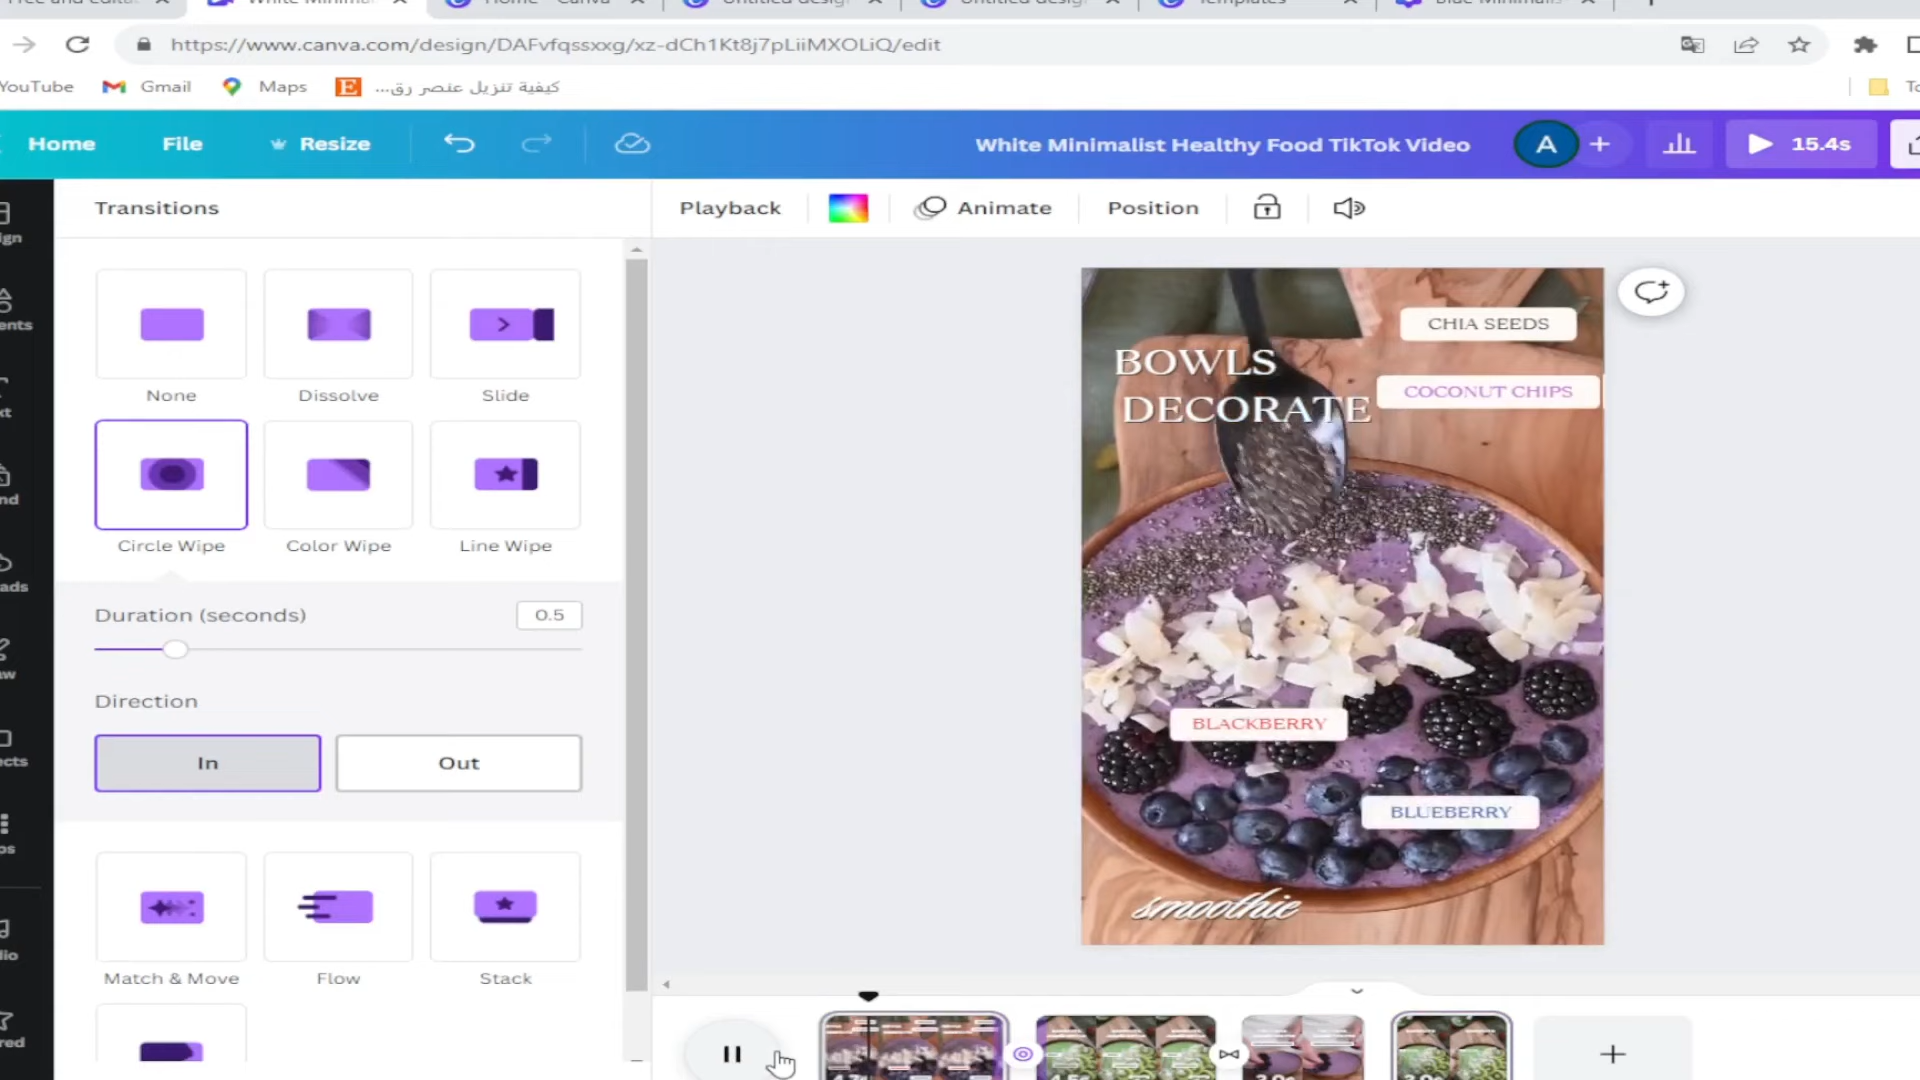 https://www.canva.com/design/DAFvfqssxxg/xz-dCh1Kt8j7pLiiMXOLiQ/edit
YouTube
Gmail
Maps
كيفية تنزيل عنصر رق...
Home
File
Resize
White Minimalist Healthy Food TikTok Video
A
15.4s
Transitions
Playback
Animate
Position
None
Dissolve
Slide
Circle Wipe
Color Wipe
Line Wipe
Duration (seconds)
0.5
Direction
In
Out
Match & Move
Flow
Stack
CHIA SEEDS
BOWLS
COCONUT CHIPS
DECORATE
BLACKBERRY
BLUEBERRY
smoothie